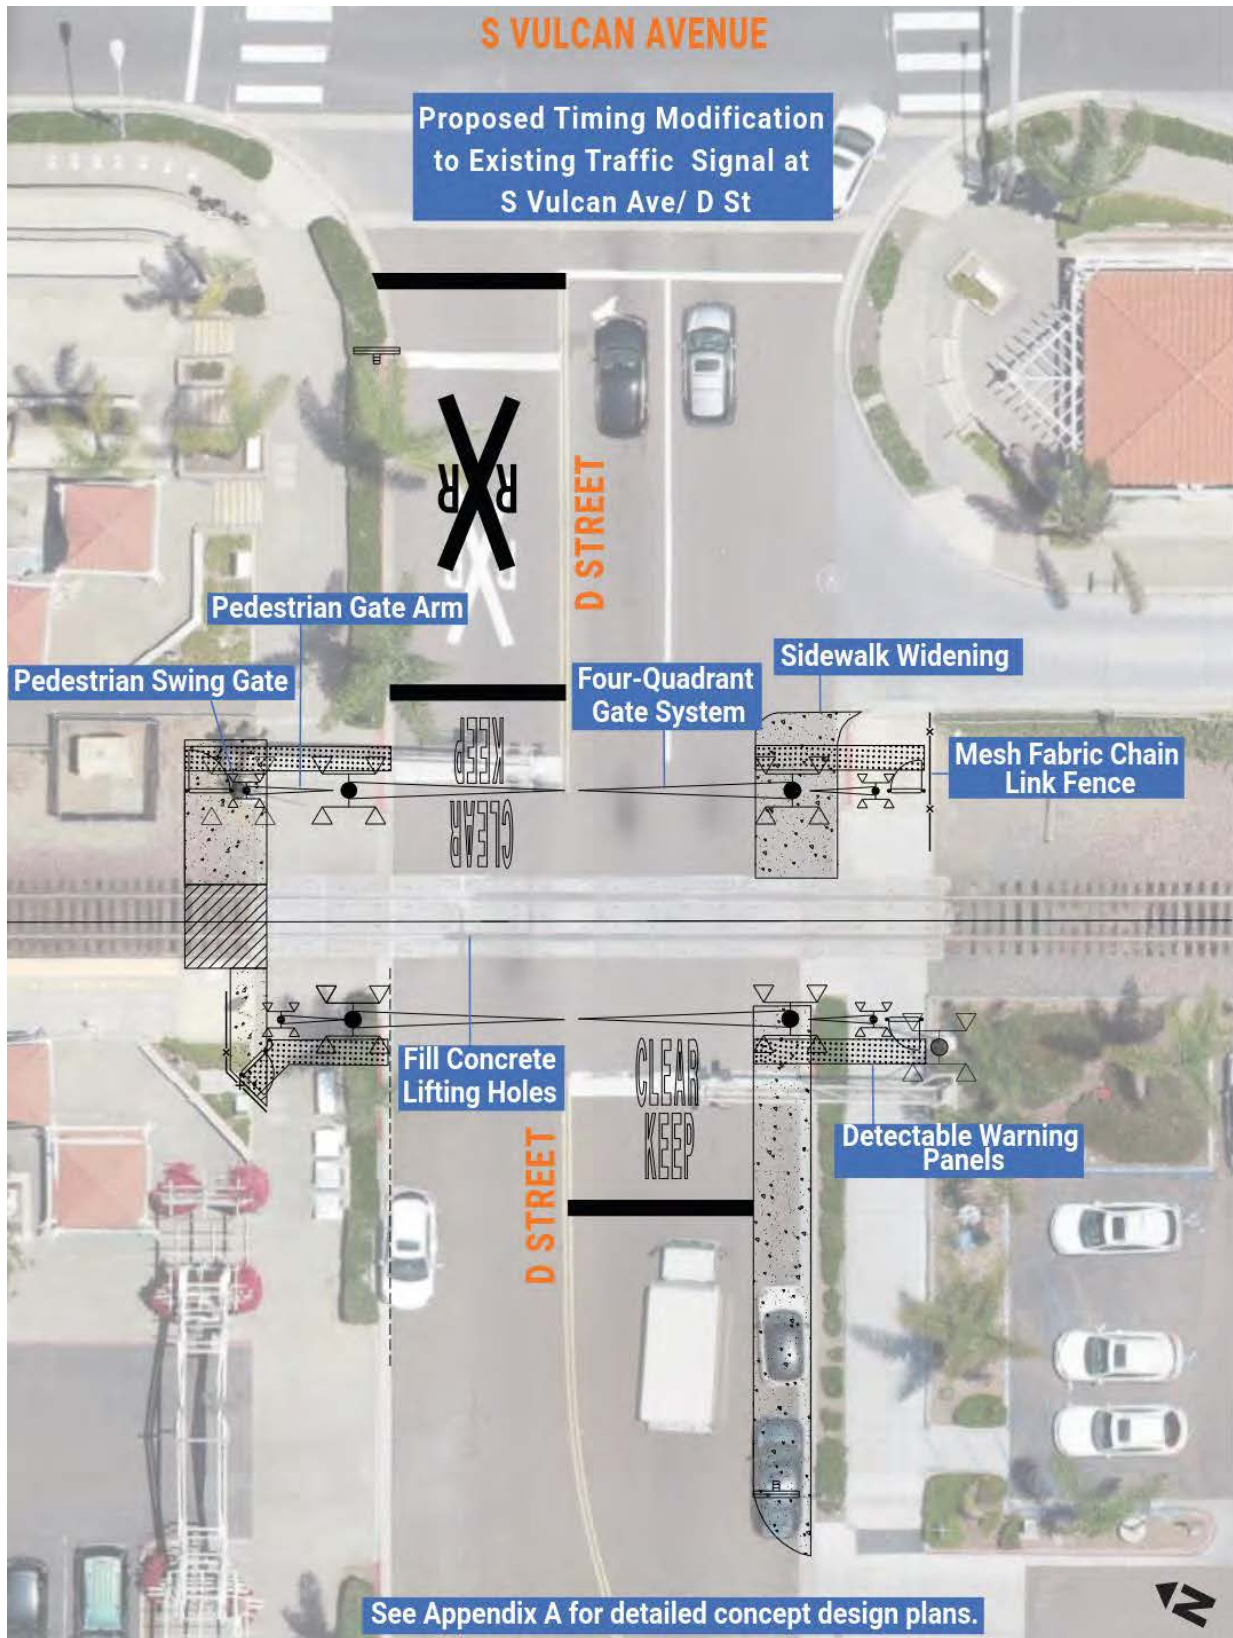 S VULCAN AVENUE
Proposed Timing Modification
to Existing Traffic Signal at
S Vulcan Ave/ D St
R R
D STREET
Pedestrian Gate Arm
Pedestrian Swing Gate
Four-Quadrant
Gate System
Sidewalk Widening
KEEP
CLEAR
Mesh Fabric Chain
Link Fence
Fill Concrete
Lifting Holes
CLEAR
KEEP
Detectable Warning
Panels
D STREET
See Appendix A for detailed concept design plans.
N